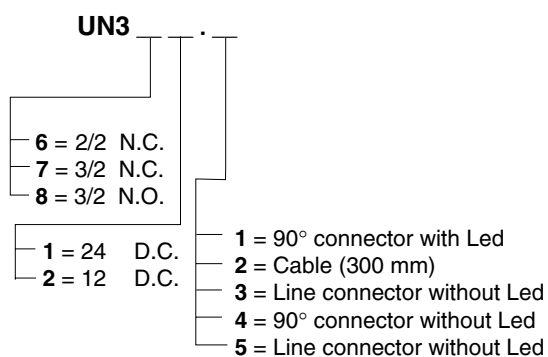 UN3 _ _ . _
6 = 2/2 N.C.
7 = 3/2 N.C.
8 = 3/2 N.O.
1 = 24 D.C.
2 = 12 D.C.
1 = 90° connector with Led
2 = Cable (300 mm)
3 = Line connector without Led
4 = 90° connector without Led
5 = Line connector without Led